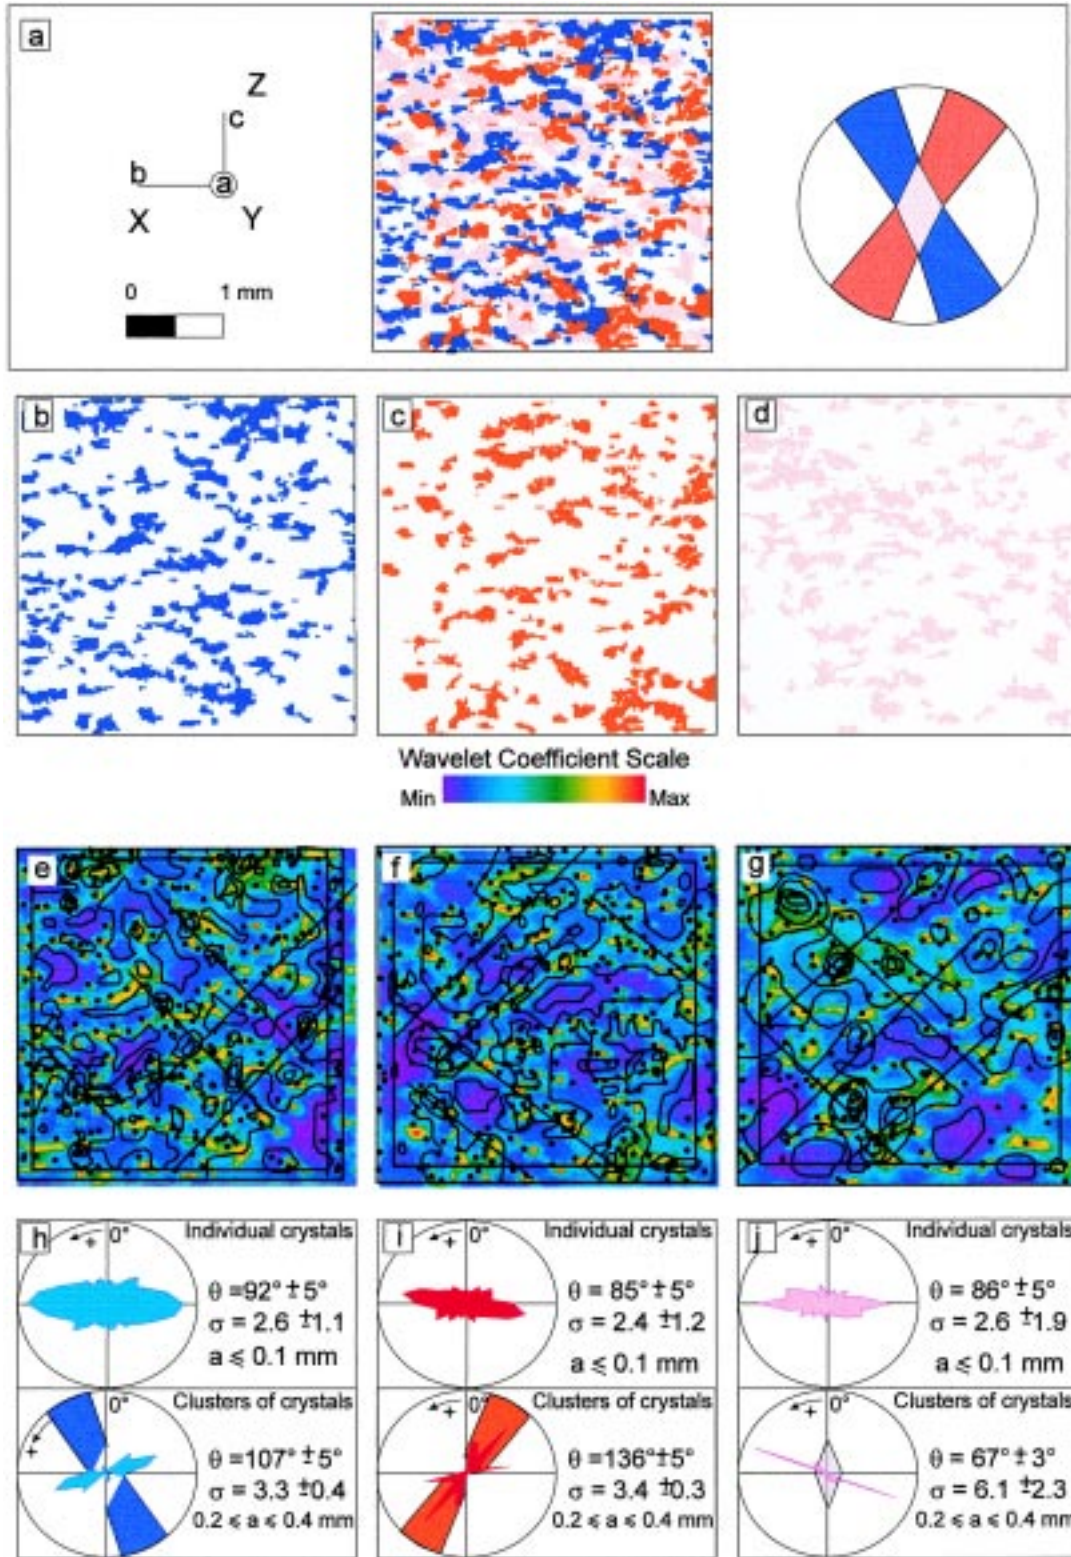 a
Z
c
b
a
X
Y
0 1 mm
b
c
d
Wavelet Coefficient Scale
Min Max
e
f
g
h
0°
+
Individual crystals
θ =92° ±5°
σ = 2.6 ±1.1
a ⩽ 0.1 mm
0°
+
Clusters of crystals
θ =107° ±5°
σ = 3.3 ±0.4
0.2 ⩽ a ⩽ 0.4 mm
i
0°
+
Individual crystals
θ = 85° ±5°
σ = 2.4 ±1.2
a ⩽ 0.1 mm
0°
+
Clusters of crystals
θ =136°±5°
σ = 3.4 ±0.3
0.2 ⩽ a ⩽ 0.4 mm
j
0°
+
Individual crystals
θ = 86° ±5°
σ = 2.6 ±1.9
a ⩽ 0.1 mm
0°
+
Clusters of crystals
θ = 67° ±3°
σ = 6.1 ±2.3
0.2 ⩽ a ⩽ 0.4 mm